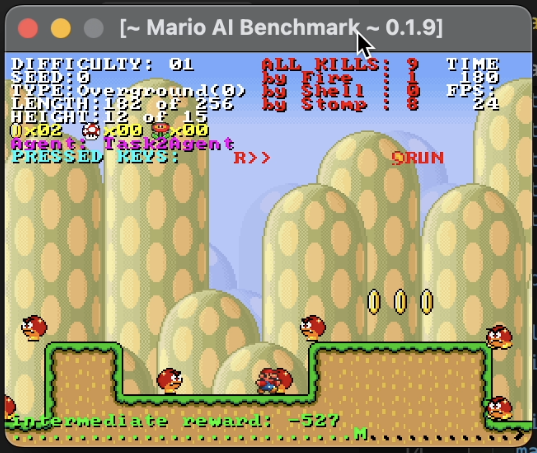 [~ Mario AI Benchmark ~ 0.1.9]
DIFFICULTY: 01 ALL KILLS: 9 TIME
SEED:0 by Fire : 1 180
TYPE:Overground(0) by Shell : 0 FPS:
LENGTH:182 of 256 by Stomp : 8 24
HEIGHT:12 of 15
x02 x00 x00
Agent: Task2Agent
PRESSED KEYS: R>> RUN
intermediate reward: -527
M